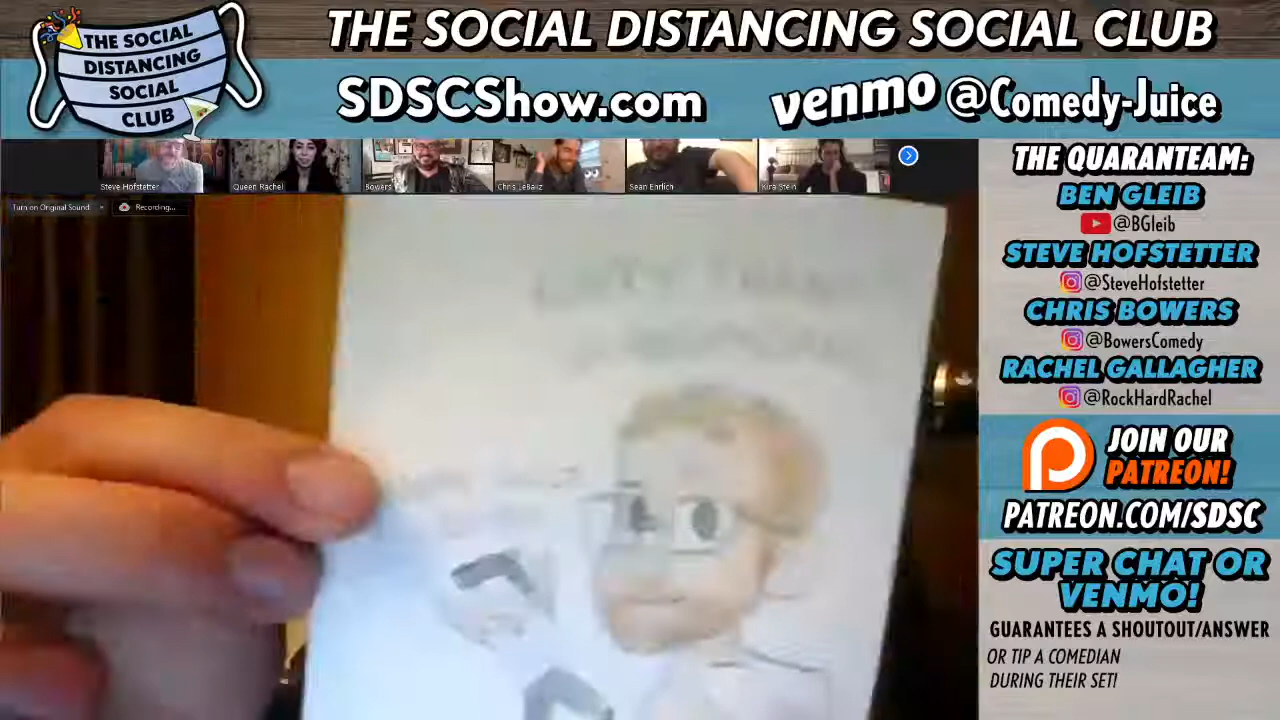 THE SOCIAL
DISTANCING
SOCIAL
CLUB
THE SOCIAL DISTANCING SOCIAL CLUB
SDSCShow.com
venmo @Comedy-Juice
Steve Hofstetter
Queen Rachel
Bowers
Chris LeBaKz
Sean Ehrlich
Kira Stein
Turn on Original Sound
Recording...
THE QUARANTEAM:
BEN GLEIB
@BGleib
STEVE HOFSTETTER
@SteveHofstetter
CHRIS BOWERS
@BowersComedy
RACHEL GALLAGHER
@RockHardRachel
JOIN OUR
PATREON!
PATREON.COM/SDSC
SUPER CHAT OR
VENMO!
GUARANTEES A SHOUTOUT/ANSWER
OR TIP A COMEDIAN
DURING THEIR SET!